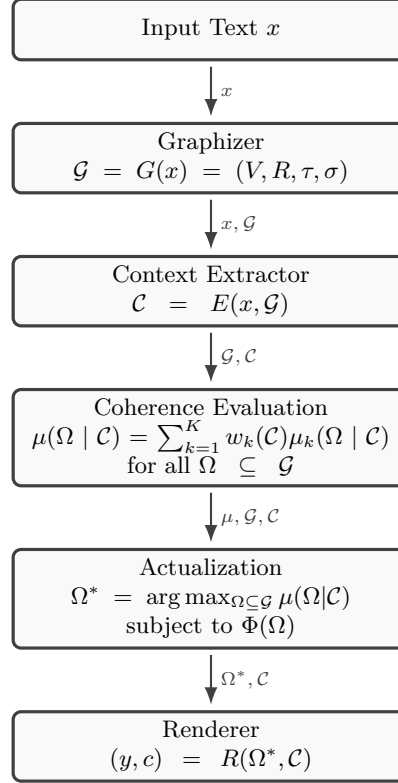 Input Text x
x
Graphizer
𝒢 = G(x) = (V, R, τ, σ)
x, 𝒢
Context Extractor
𝒞 = E(x, 𝒢)
𝒢, 𝒞
Coherence Evaluation
μ(Ω | 𝒞) = ∑_{k=1}^{K} w_k(𝒞)μ_k(Ω | 𝒞)
for all Ω ⊆ 𝒢
μ, 𝒢, 𝒞
Actualization
Ω* = arg max_{Ω⊆𝒢} μ(Ω|𝒞)
subject to Φ(Ω)
Ω*, 𝒞
Renderer
(y, c) = R(Ω*, 𝒞)